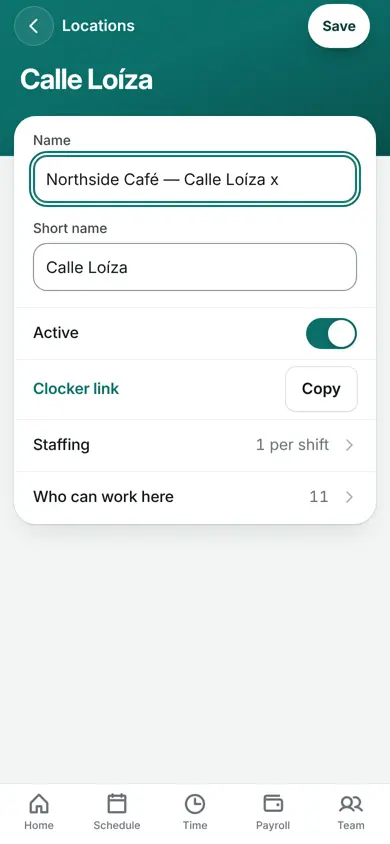 Locations
Save
Calle Loíza
Name
Northside Café — Calle Loíza x
Short name
Calle Loíza
Active
Clocker link
Copy
Staffing
1 per shift
Who can work here
11
Home
Schedule
Time
Payroll
Team